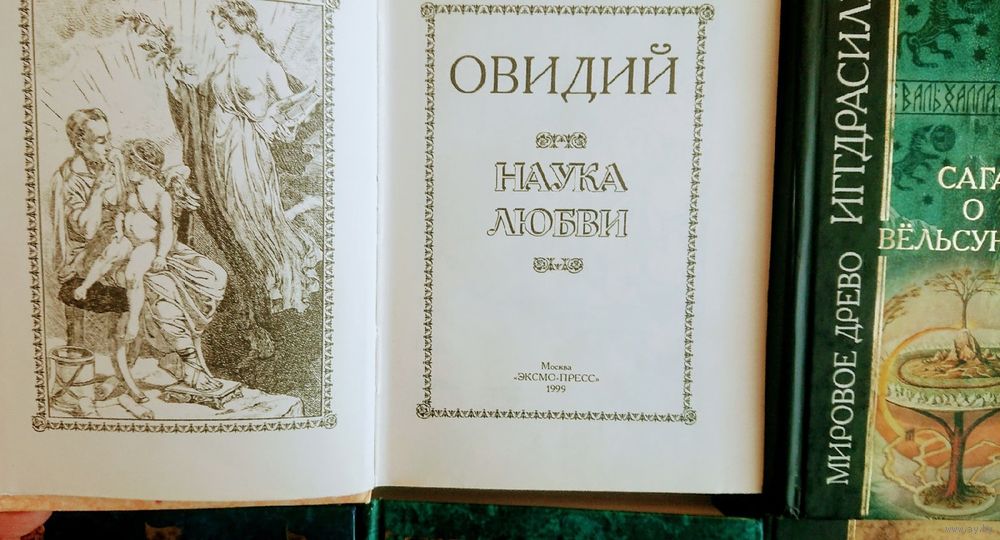 ОВИДИЙ
НАУКА
ЛЮБВИ
Москва
«ЭКСМО-ПРЕСС»
1999
МИРОВОЕ ДРЕВО ИГГДРАСИЛЬ
ВАЛЬХАЛЛА
САГА
О
ВЁЛЬСУН